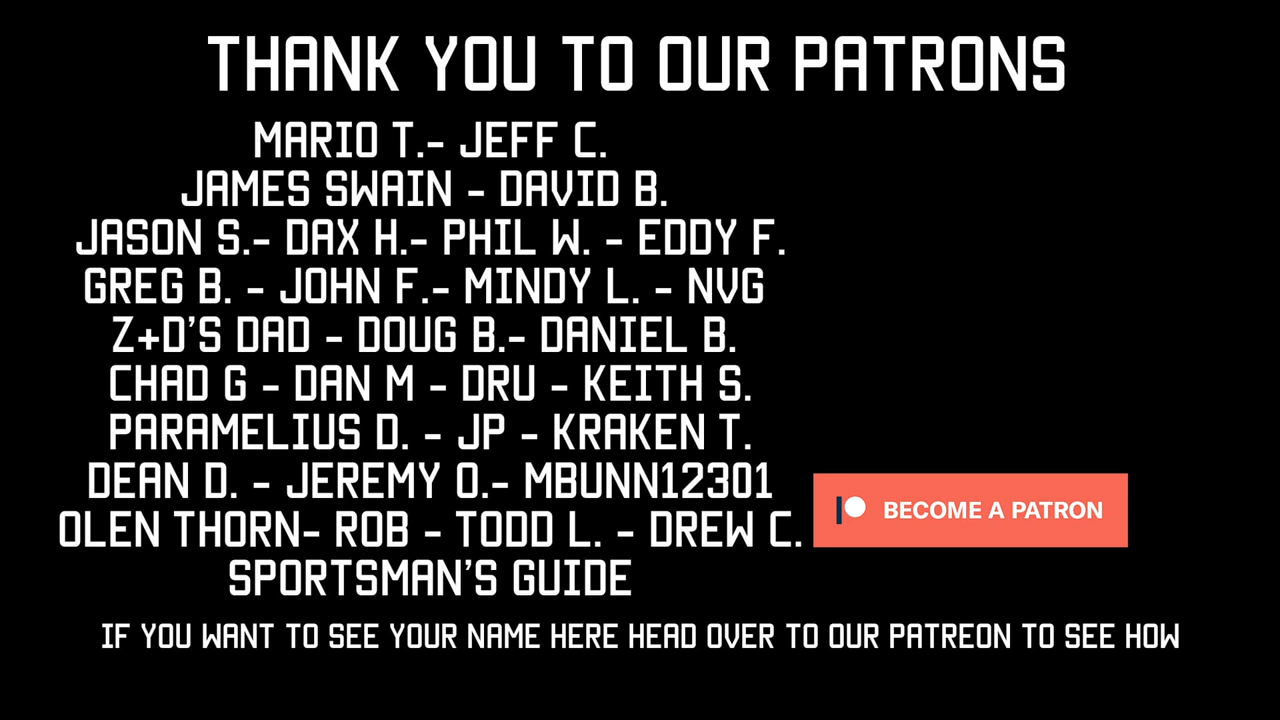 THANK YOU TO OUR PATRONS
MARIO T.- JEFF C.
JAMES SWAIN - DAVID B.
JASON S.- DAX H.- PHIL W. - EDDY F.
GREG B. - JOHN F.- MINDY L. - NVG
Z+D'S DAD - DOUG B.- DANIEL B.
CHAD G - DAN M - DRU - KEITH S.
PARAMELIUS D. - JP - KRAKEN T.
DEAN D. - JEREMY O.- MBUNN12301
OLEN THORN- ROB - TODD L. - DREW C.
BECOME A PATRON
SPORTSMAN'S GUIDE
IF YOU WANT TO SEE YOUR NAME HERE HEAD OVER TO OUR PATREON TO SEE HOW